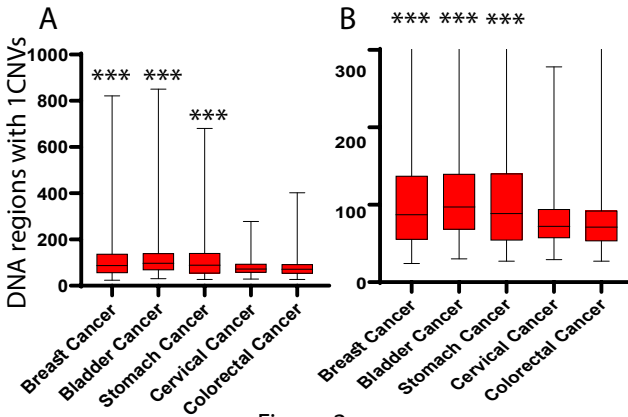 A
B
DNA regions with 1CNVs
1000
800
600
400
200
0
***
***
***
Breast Cancer
Bladder Cancer
Stomach Cancer
Cervical Cancer
Colorectal Cancer
*** *** ***
300
200
100
0
Breast Cancer
Bladder Cancer
Stomach Cancer
Cervical Cancer
Colorectal Cancer